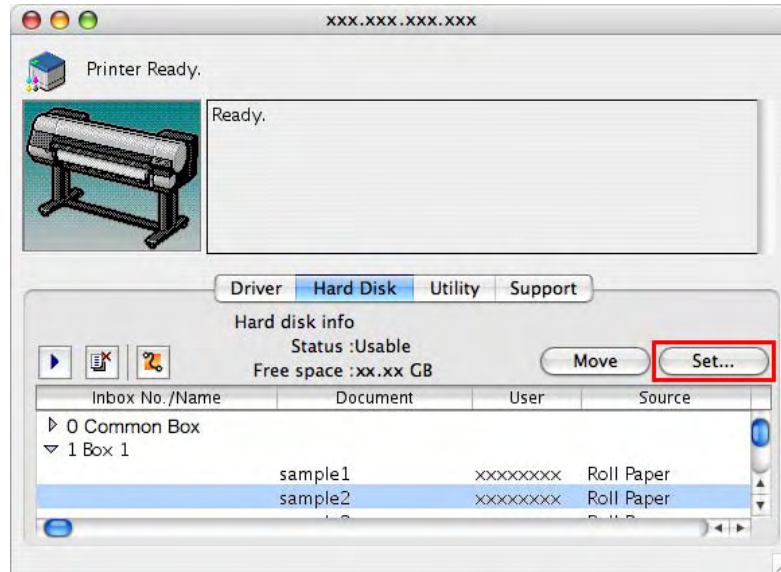 xxx.xxx.xxx.xxx
Printer Ready.
Ready.
Driver Hard Disk Utility Support
Hard disk info
Status :Usable
Free space :xx.xx GB
Move Set...
Inbox No./Name Document User Source
0 Common Box
1 Box 1
sample1 xxxxxxxx Roll Paper
sample2 xxxxxxxx Roll Paper